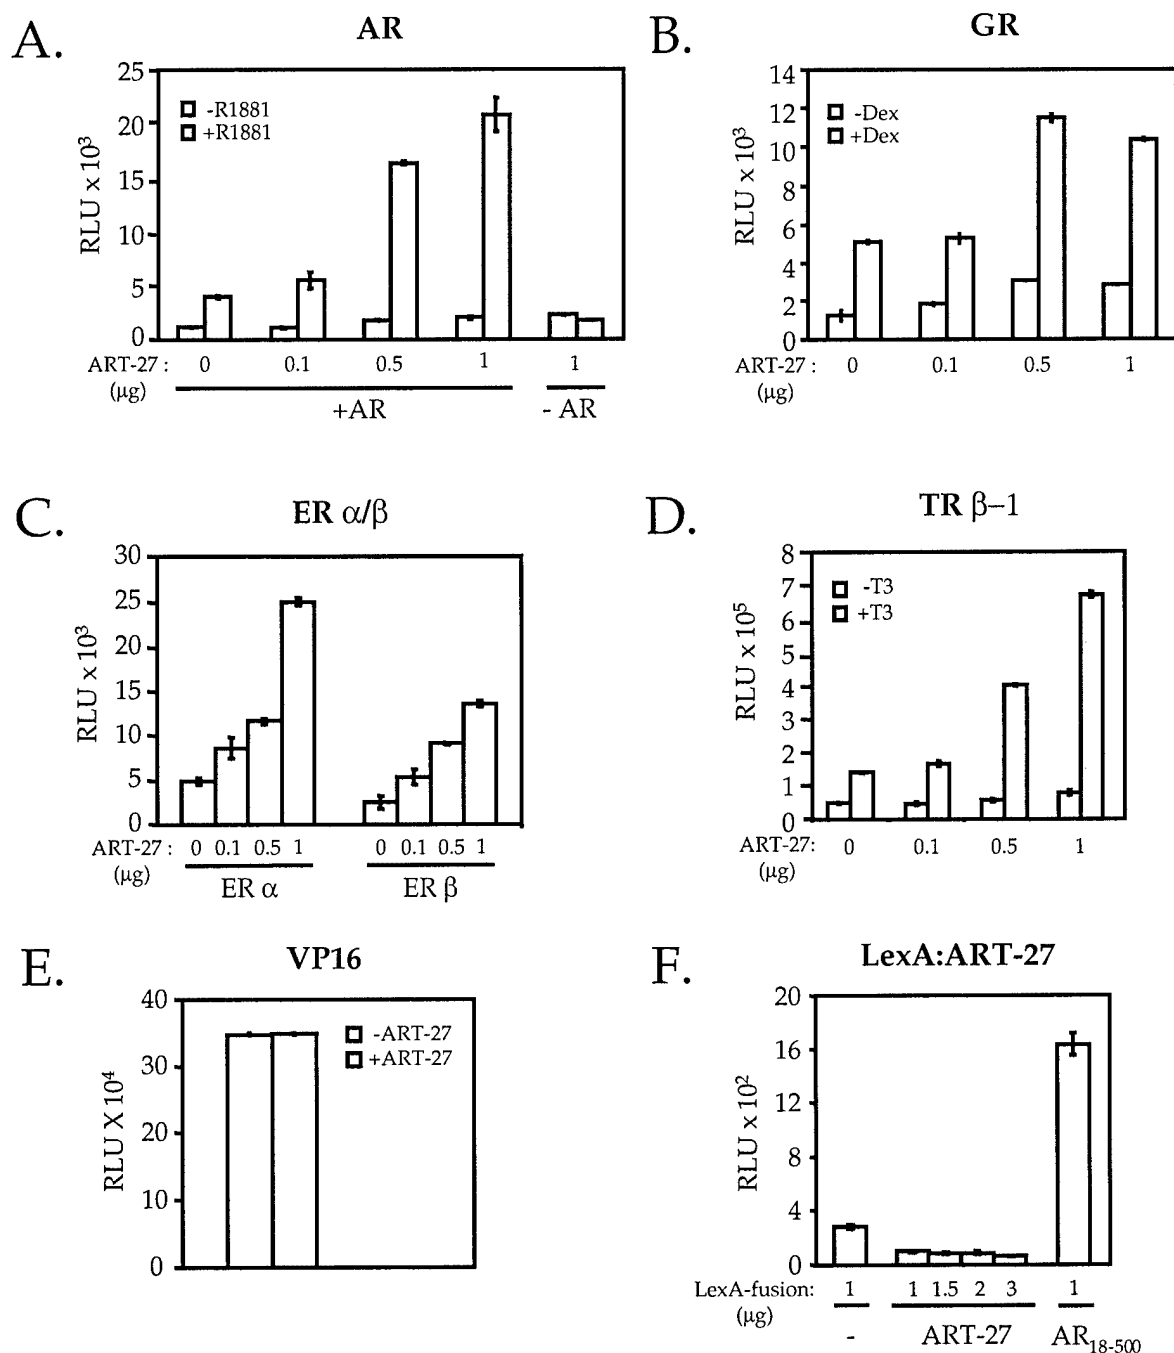 A.
AR
25
20
15
10
5
0
RLU x 10³
-R1881
+R1881
ART-27 : 0 0.1 0.5 1 1
(µg)
+AR - AR
B.
GR
14
12
10
8
6
4
2
0
RLU x 10³
-Dex
+Dex
ART-27: 0 0.1 0.5 1
(µg)
C.
ER α/β
30
25
20
15
10
5
0
RLU x 10³
ART-27 : 0 0.1 0.5 1 0 0.1 0.5 1
(µg)
ER α ER β
D.
TR β–1
8
7
6
5
4
3
2
1
0
RLU x 10⁵
-T3
+T3
ART-27 : 0 0.1 0.5 1
(µg)
E.
VP16
40
30
20
10
0
RLU X 10⁴
-ART-27
+ART-27
F.
LexA:ART-27
20
16
12
8
4
0
RLU x 10²
LexA-fusion: 1 1 1.5 2 3 1
(µg)
- ART-27 AR₁₈₋₅₀₀